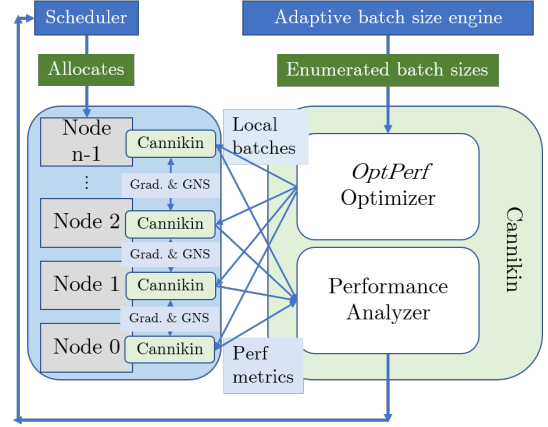 Scheduler
Adaptive batch size engine
Allocates
Enumerated batch sizes
Node
n-1
Cannikin
Local
batches
Grad. & GNS
⋮
OptPerf
Optimizer
Node 2
Cannikin
Cannikin
Grad. & GNS
Node 1
Cannikin
Performance
Analyzer
Grad. & GNS
Node 0
Cannikin
Perf
metrics